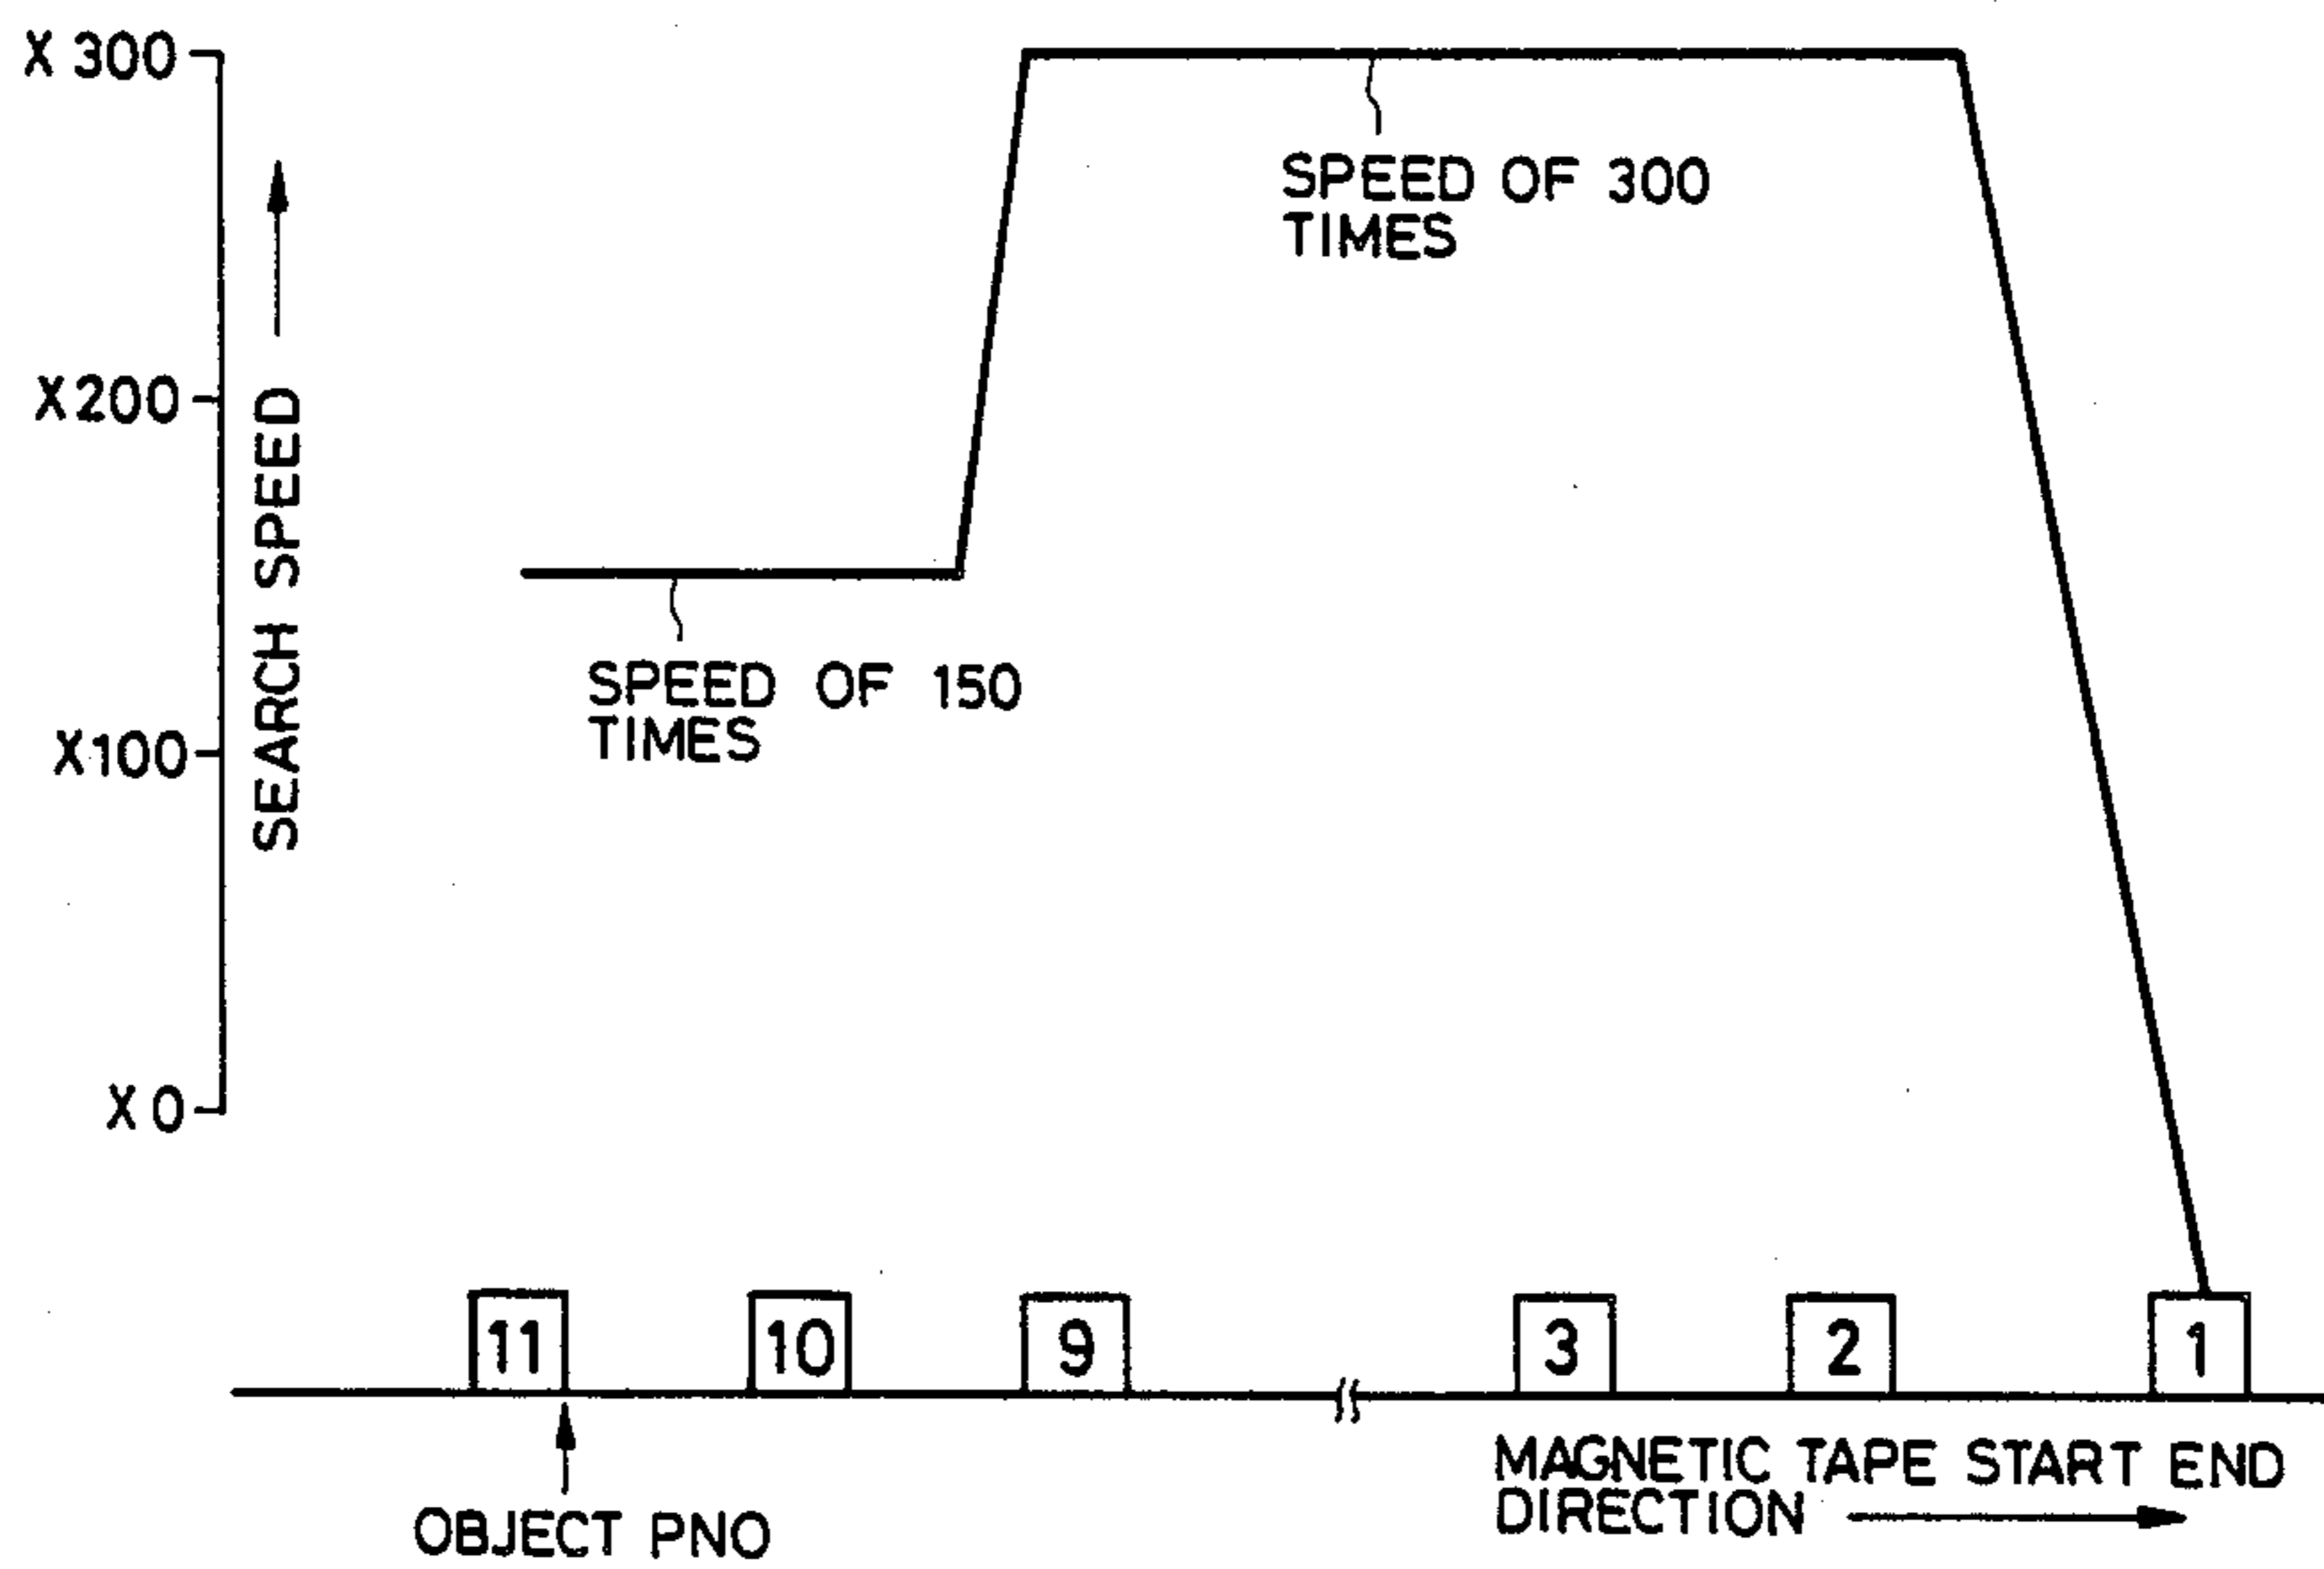 X 300
SPEED OF 300
TIMES
X200
SEARCH SPEED
SPEED OF 150
TIMES
X100
X 0
11 10 9 3 2 1
MAGNETIC TAPE START END
DIRECTION
OBJECT PNO